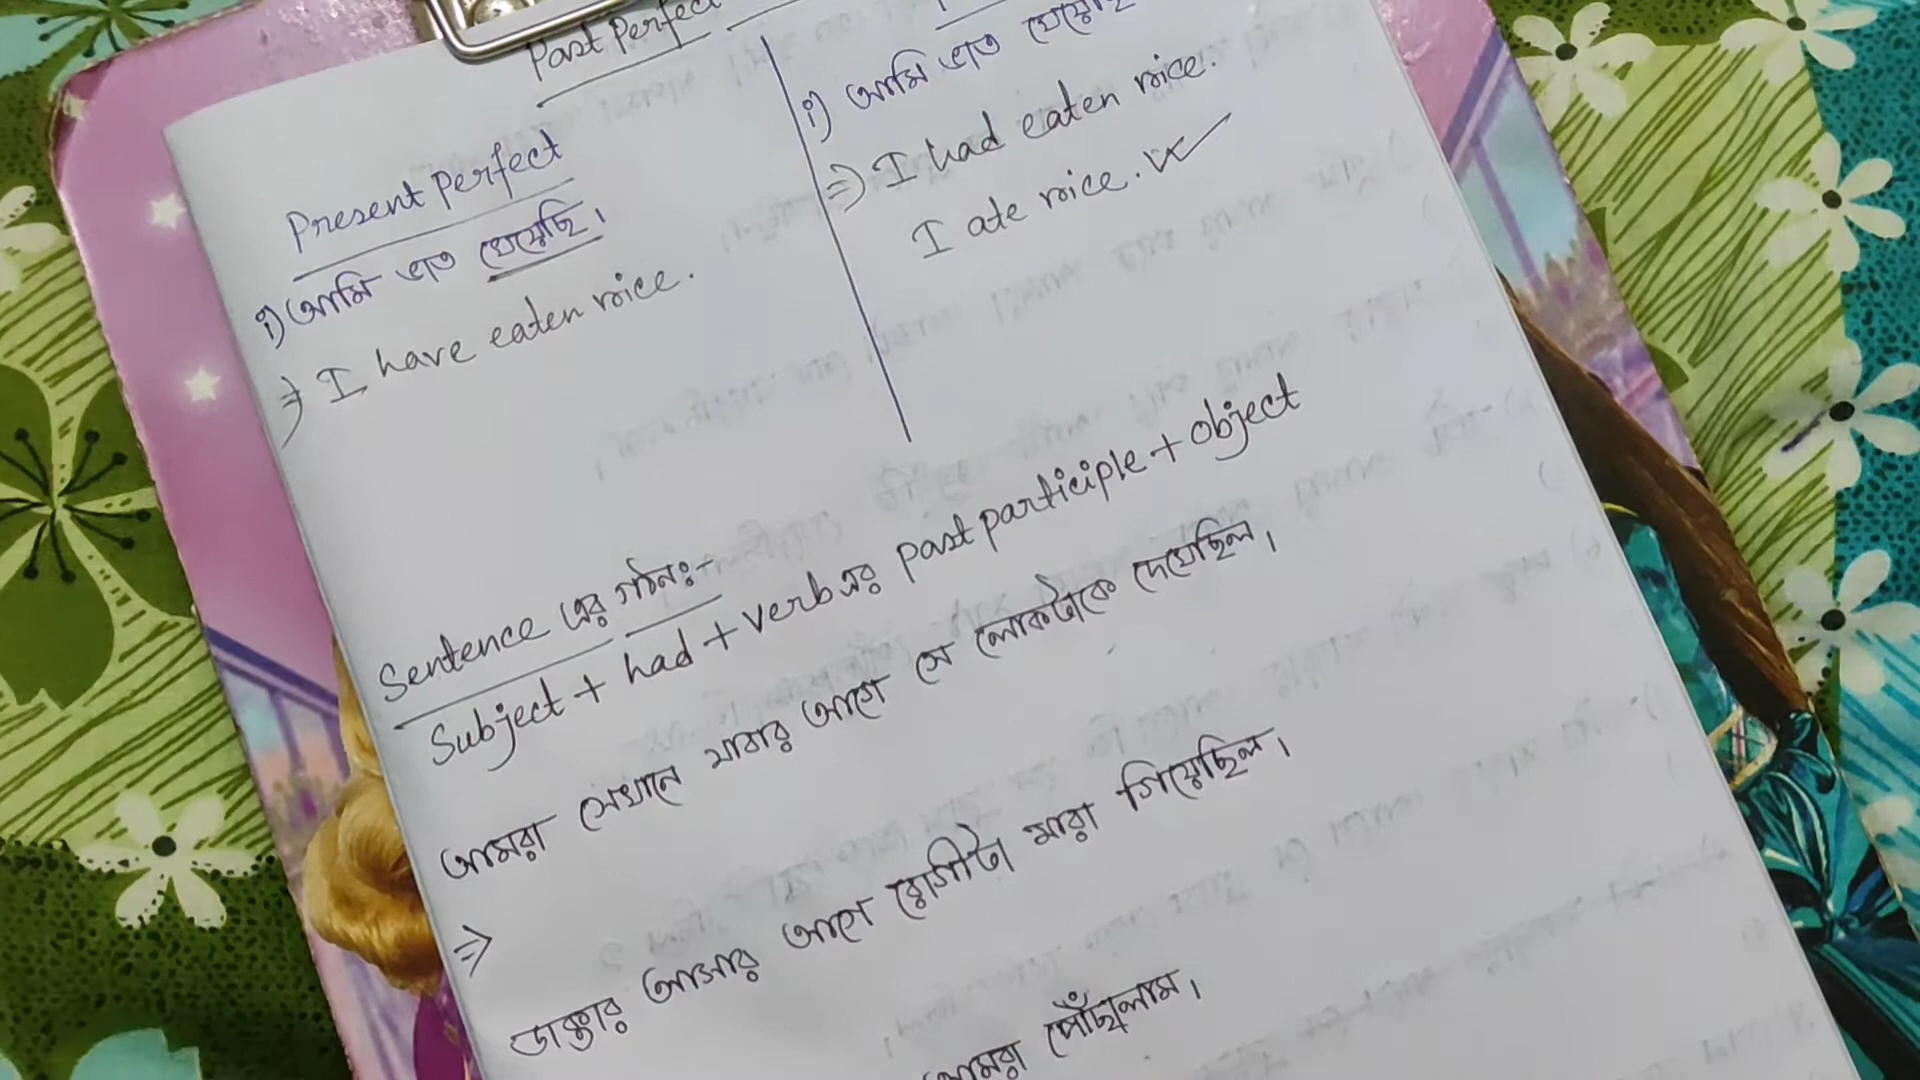 Past Perfect
Present Perfect
i) আমি ভাত খেয়েছি।
⇒ I have eaten rice.
i) আমি ভাত
⇒ I had eaten rice.
I ate rice. ✓
Sentence এর গঠনঃ-
Subject + had + verb এর past participle + object
আমরা সেখানে যাবার আগে সে লোকটাকে দেখেছিল।
⇒
ডাক্তার আসার আগে রোগীটা মারা গিয়েছিল।
আমরা পৌঁছলাম।